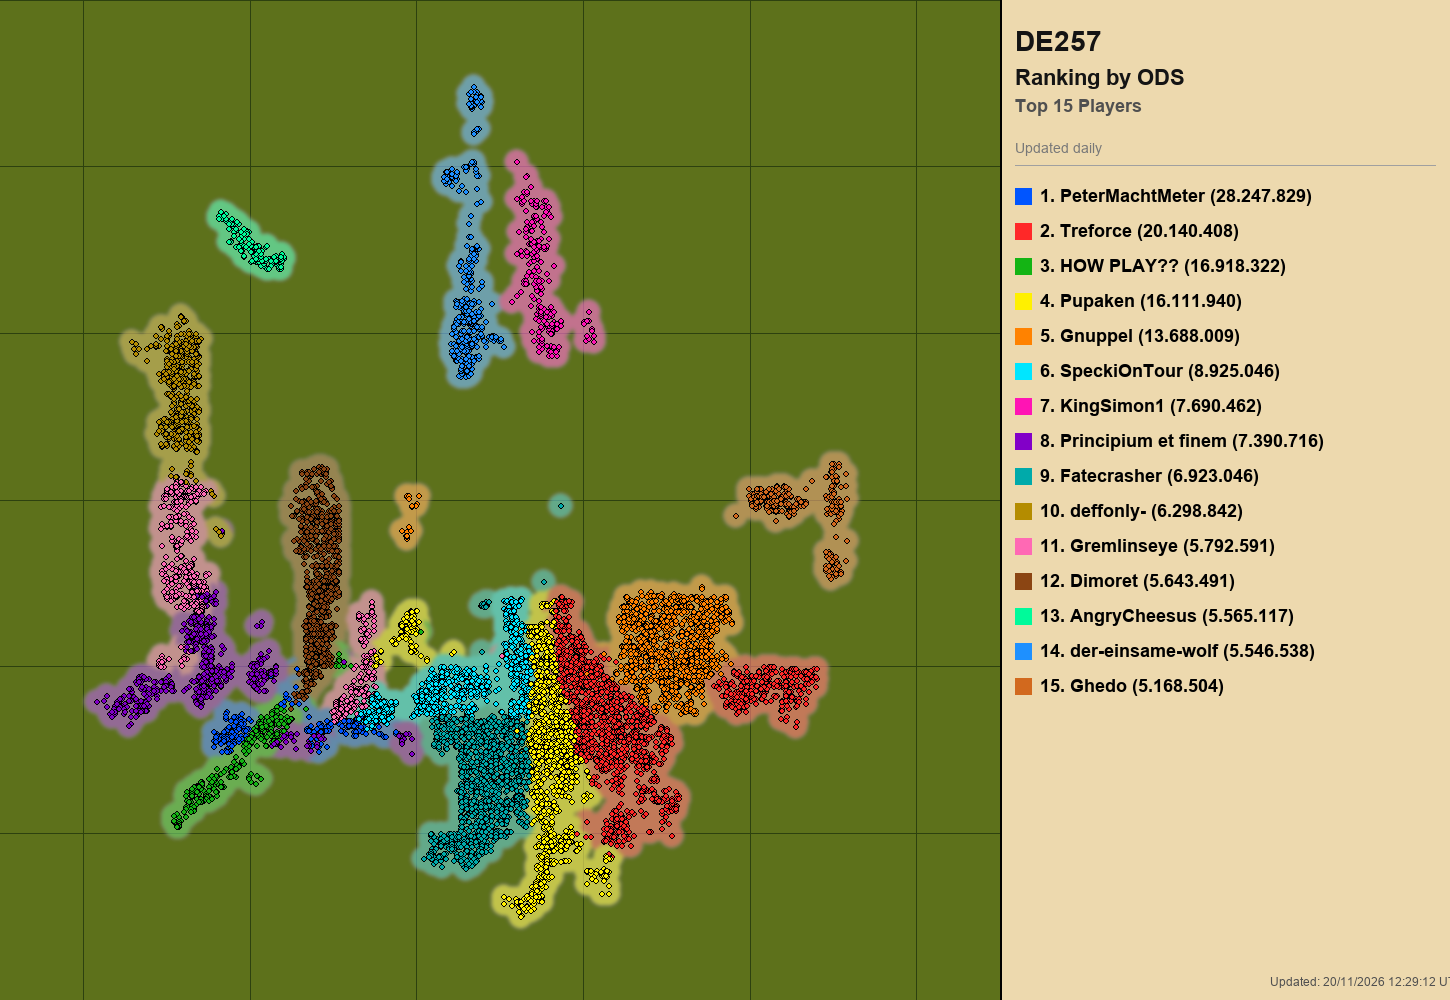 DE257
Ranking by ODS
Top 15 Players
Updated daily
1. PeterMachtMeter (28.247.829)
2. Treforce (20.140.408)
3. HOW PLAY?? (16.918.322)
4. Pupaken (16.111.940)
5. Gnuppel (13.688.009)
6. SpeckiOnTour (8.925.046)
7. KingSimon1 (7.690.462)
8. Principium et finem (7.390.716)
9. Fatecrasher (6.923.046)
10. deffonly- (6.298.842)
11. Gremlinseye (5.792.591)
12. Dimoret (5.643.491)
13. AngryCheesus (5.565.117)
14. der-einsame-wolf (5.546.538)
15. Ghedo (5.168.504)
Updated: 20/11/2026 12:29:12